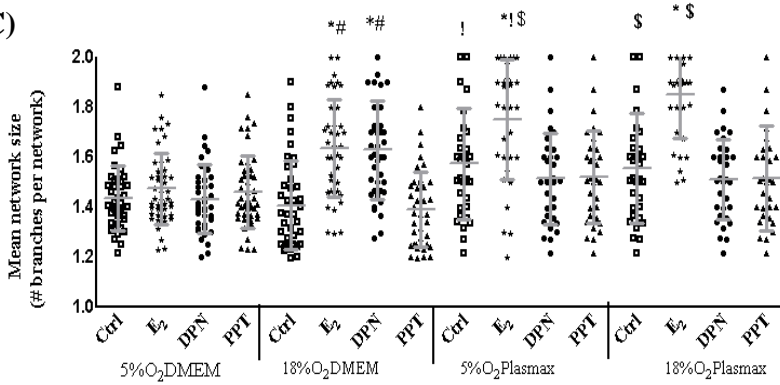 C)
*# *# ! *!$ $ * $
Mean network size
(# branches per network)
2.0
1.8
1.6
1.4
1.2
1.0
Ctrl E₂ DPN PPT Ctrl E₂ DPN PPT Ctrl E₂ DPN PPT Ctrl E₂ DPN PPT
5%O₂DMEM 18%O₂DMEM 5%O₂Plasmax 18%O₂Plasmax